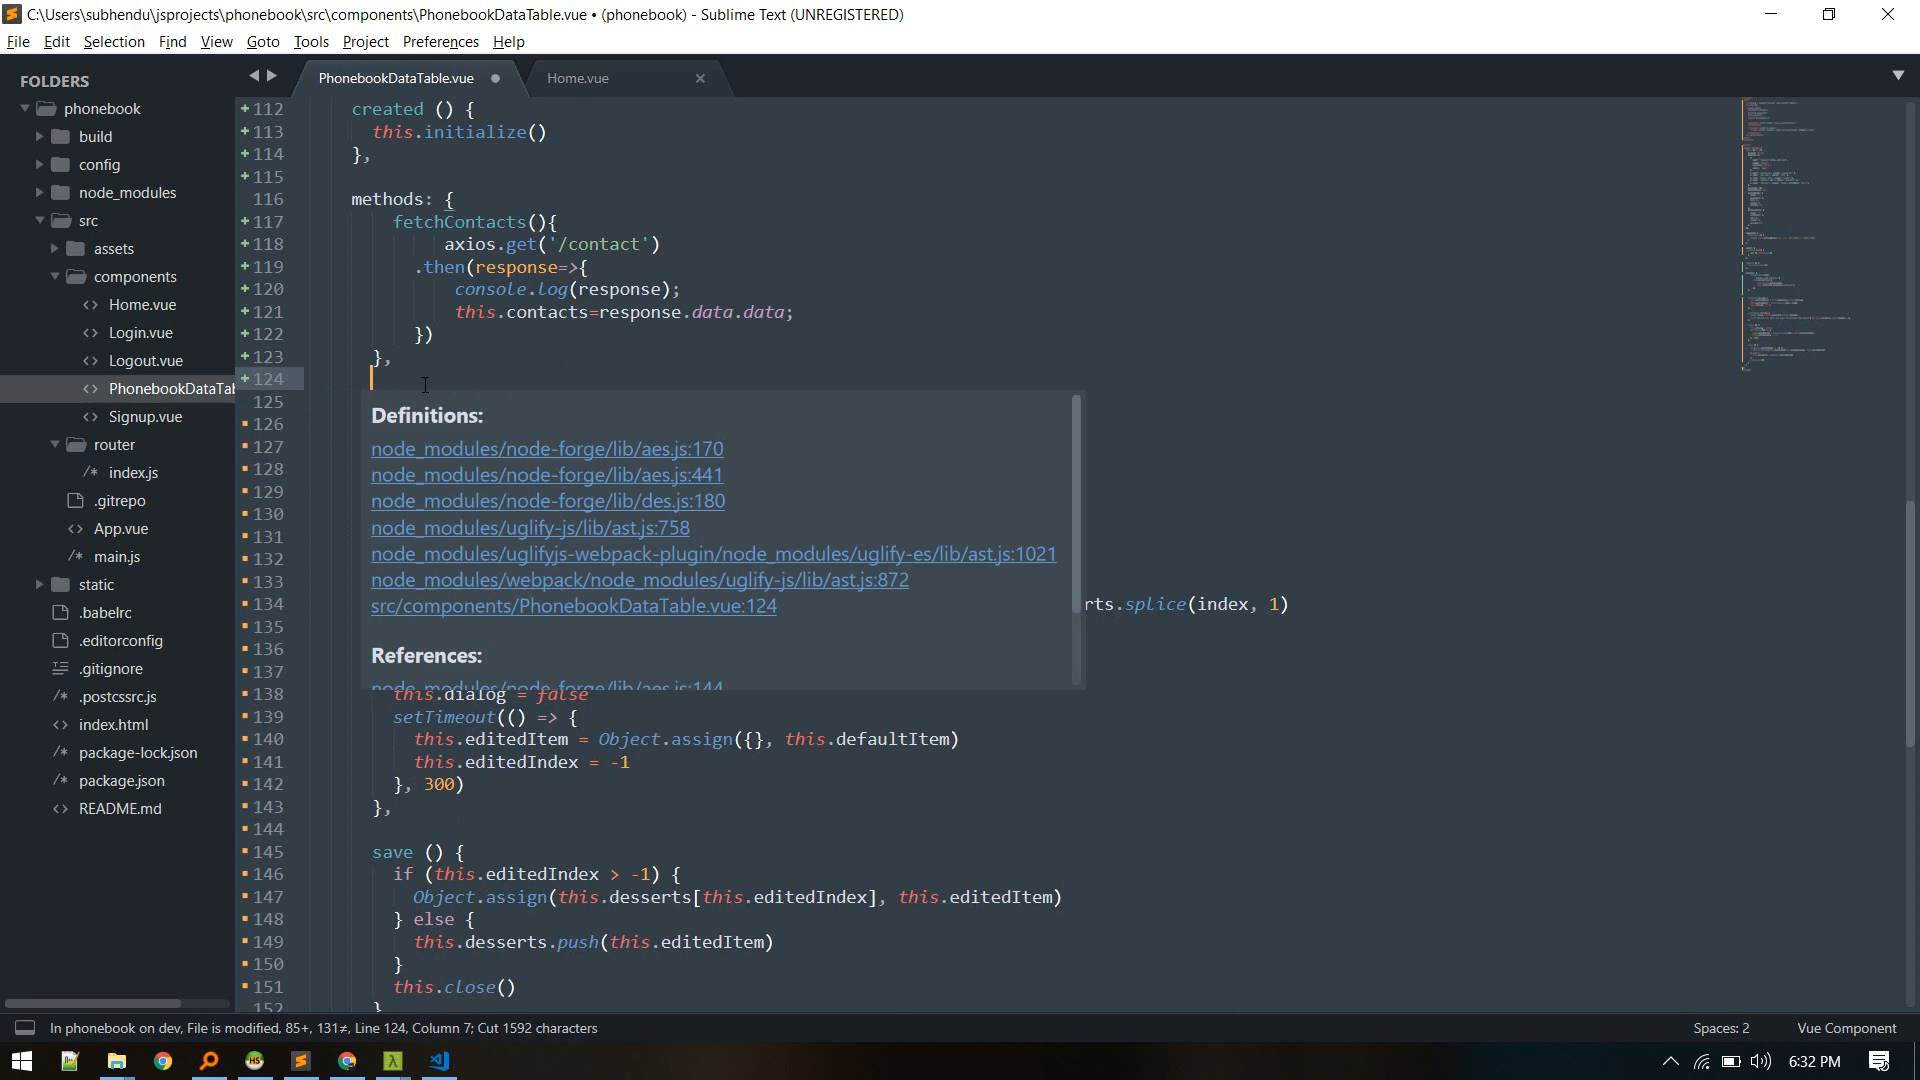 C:\Users\subhendu\jsprojects\phonebook\src\components\PhonebookDataTable.vue • (phonebook) - Sublime Text (UNREGISTERED)
File Edit Selection Find View Goto Tools Project Preferences Help
FOLDERS
phonebook
build
config
node_modules
src
assets
components
Home.vue
Login.vue
Logout.vue
PhonebookDataTab
Signup.vue
router
index.js
.gitrepo
App.vue
main.js
static
.babelrc
.editorconfig
.gitignore
.postcssrc.js
index.html
package-lock.json
package.json
README.md
PhonebookDataTable.vue Home.vue
112 created () {
113 this.initialize()
114 },
115
116 methods: {
117 fetchContacts(){
118 axios.get('/contact')
119 .then(response=>{
120 console.log(response);
121 this.contacts=response.data.data;
122 })
123 },
124
125
126
127
128
129
130
131
132
133
134 rts.splice(index, 1)
135
136
137
Definitions:
node_modules/node-forge/lib/aes.js:170
node_modules/node-forge/lib/aes.js:441
node_modules/node-forge/lib/des.js:180
node_modules/uglify-js/lib/ast.js:758
node_modules/uglifyjs-webpack-plugin/node_modules/uglify-es/lib/ast.js:1021
node_modules/webpack/node_modules/uglify-js/lib/ast.js:872
src/components/PhonebookDataTable.vue:124
References:
node_modules/node-forge/lib/aes.js:144
138 this.dialog = false
139 setTimeout(() => {
140 this.editedItem = Object.assign({}, this.defaultItem)
141 this.editedIndex = -1
142 }, 300)
143 },
144
145 save () {
146 if (this.editedIndex > -1) {
147 Object.assign(this.desserts[this.editedIndex], this.editedItem)
148 } else {
149 this.desserts.push(this.editedItem)
150 }
151 this.close()
152 }
In phonebook on dev, File is modified, 85+, 131≠, Line 124, Column 7; Cut 1592 characters
Spaces: 2 Vue Component
6:32 PM